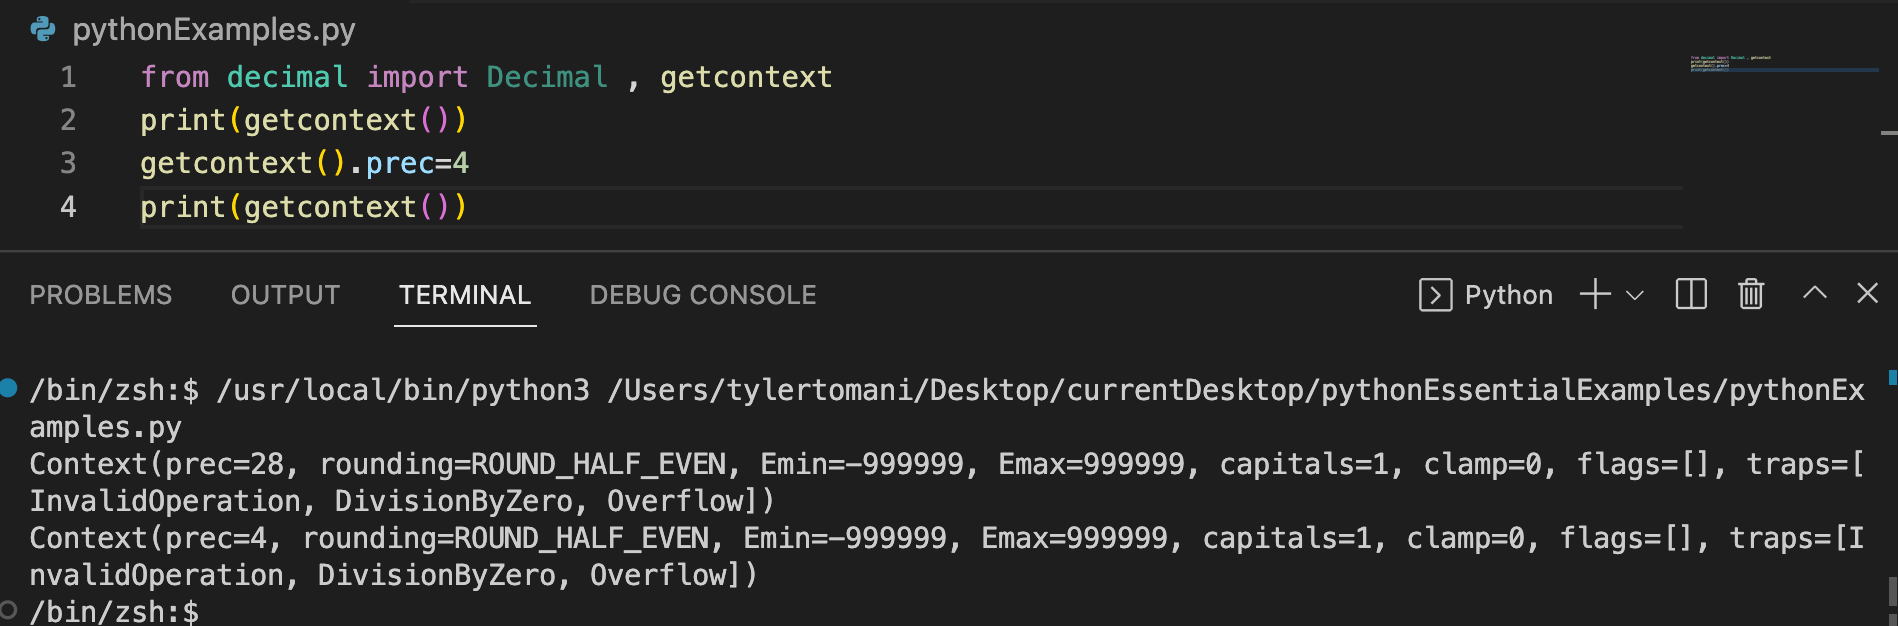 pythonExamples.py
1 from decimal import Decimal , getcontext
2 print(getcontext())
3 getcontext().prec=4
4 print(getcontext())
PROBLEMS OUTPUT TERMINAL DEBUG CONSOLE Python
/bin/zsh:$ /usr/local/bin/python3 /Users/tylertomani/Desktop/currentDesktop/pythonEssentialExamples/pythonEx
amples.py
Context(prec=28, rounding=ROUND_HALF_EVEN, Emin=-999999, Emax=999999, capitals=1, clamp=0, flags=[], traps=[
InvalidOperation, DivisionByZero, Overflow])
Context(prec=4, rounding=ROUND_HALF_EVEN, Emin=-999999, Emax=999999, capitals=1, clamp=0, flags=[], traps=[I
nvalidOperation, DivisionByZero, Overflow])
/bin/zsh:$